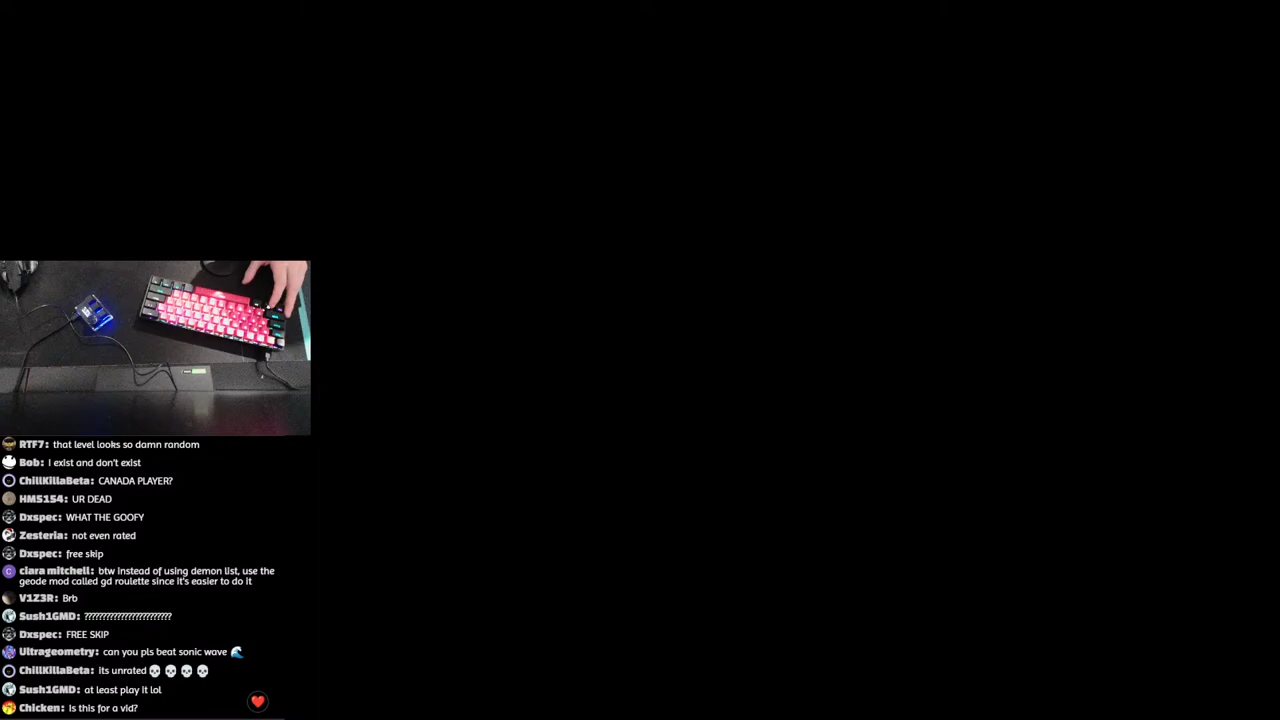 RTF7: that level looks so damn random
Bob: I exist and don't exist
ChillKillaBeta: CANADA PLAYER?
HMS154: UR DEAD
Dxspec: WHAT THE GOOFY
Zesteria: not even rated
Dxspec: free skip
ciara mitchell: btw instead of using demon list, use the
geode mod called gd roulette since it's easier to do it
V1Z3R: Brb
Sush1GMD: ???????????????????????
Dxspec: FREE SKIP
Ultrageometry: can you pls beat sonic wave 🌊
ChillKillaBeta: its unrated 💀 💀 💀 💀
Sush1GMD: at least play it lol
Chicken: Is this for a vid?